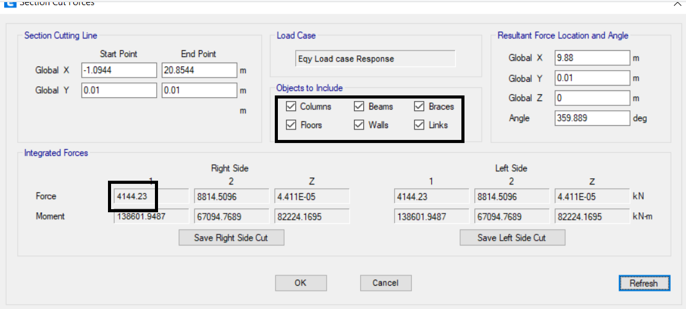 Section Cut Forces
Section Cutting Line
Start Point End Point
Global X -1.0944 20.8544 m
Global Y 0.01 0.01 m
m
Load Case
Eqy Load case Response
Objects to Include
Columns Beams Braces
Floors Walls Links
Resultant Force Location and Angle
Global X 9.88 m
Global Y 0.01 m
Global Z 0 m
Angle 359.889 deg
Integrated Forces
Right Side Left Side
1 2 Z 1 2 Z
Force 4144.23 8814.5096 4.411E-05 4144.23 8814.5096 4.411E-05 kN
Moment 138601.9487 67094.7689 82224.1695 138601.9487 67094.7689 82224.1695 kN-m
Save Right Side Cut Save Left Side Cut
OK Cancel Refresh